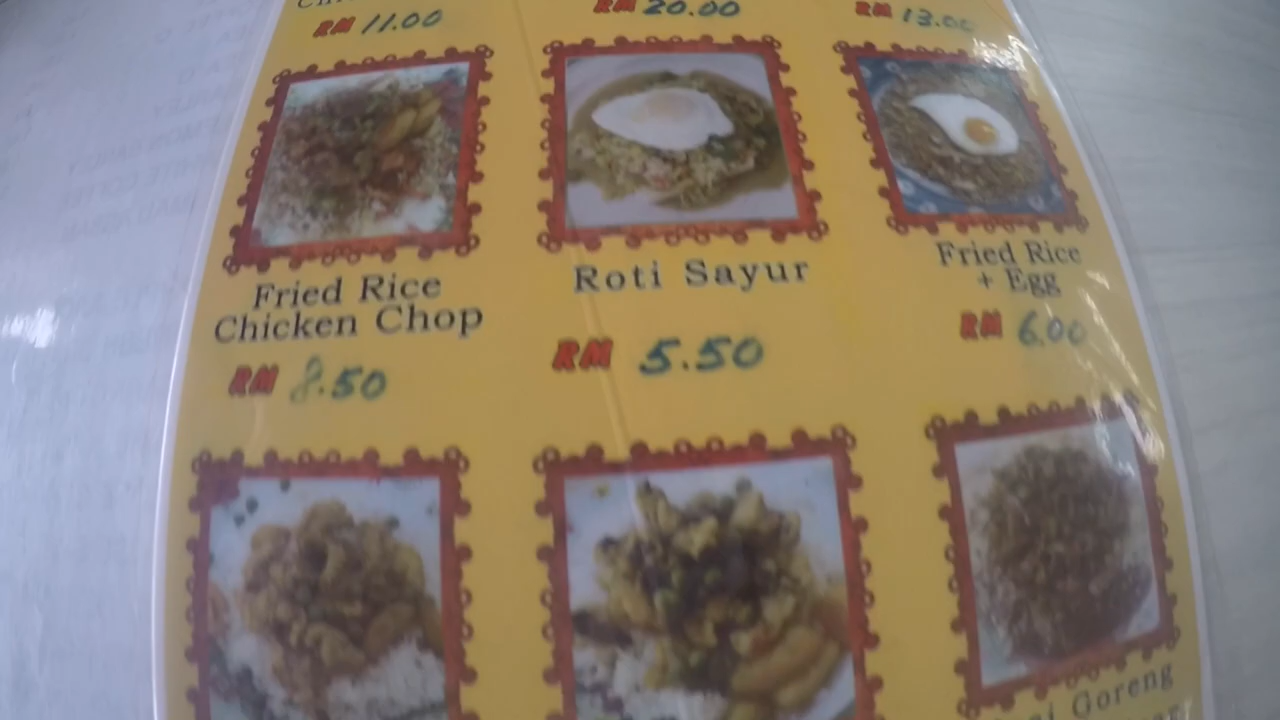 RM 11.00
RM 20.00
RM 13.00
Fried Rice
Chicken Chop
RM 8.50
Roti Sayur
RM 5.50
Fried Rice
+ Egg
RM 6.00
Goreng